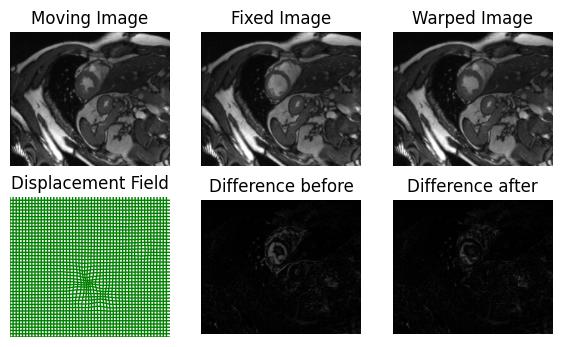 Moving Image
Fixed Image
Warped Image
Displacement Field
Difference before
Difference after